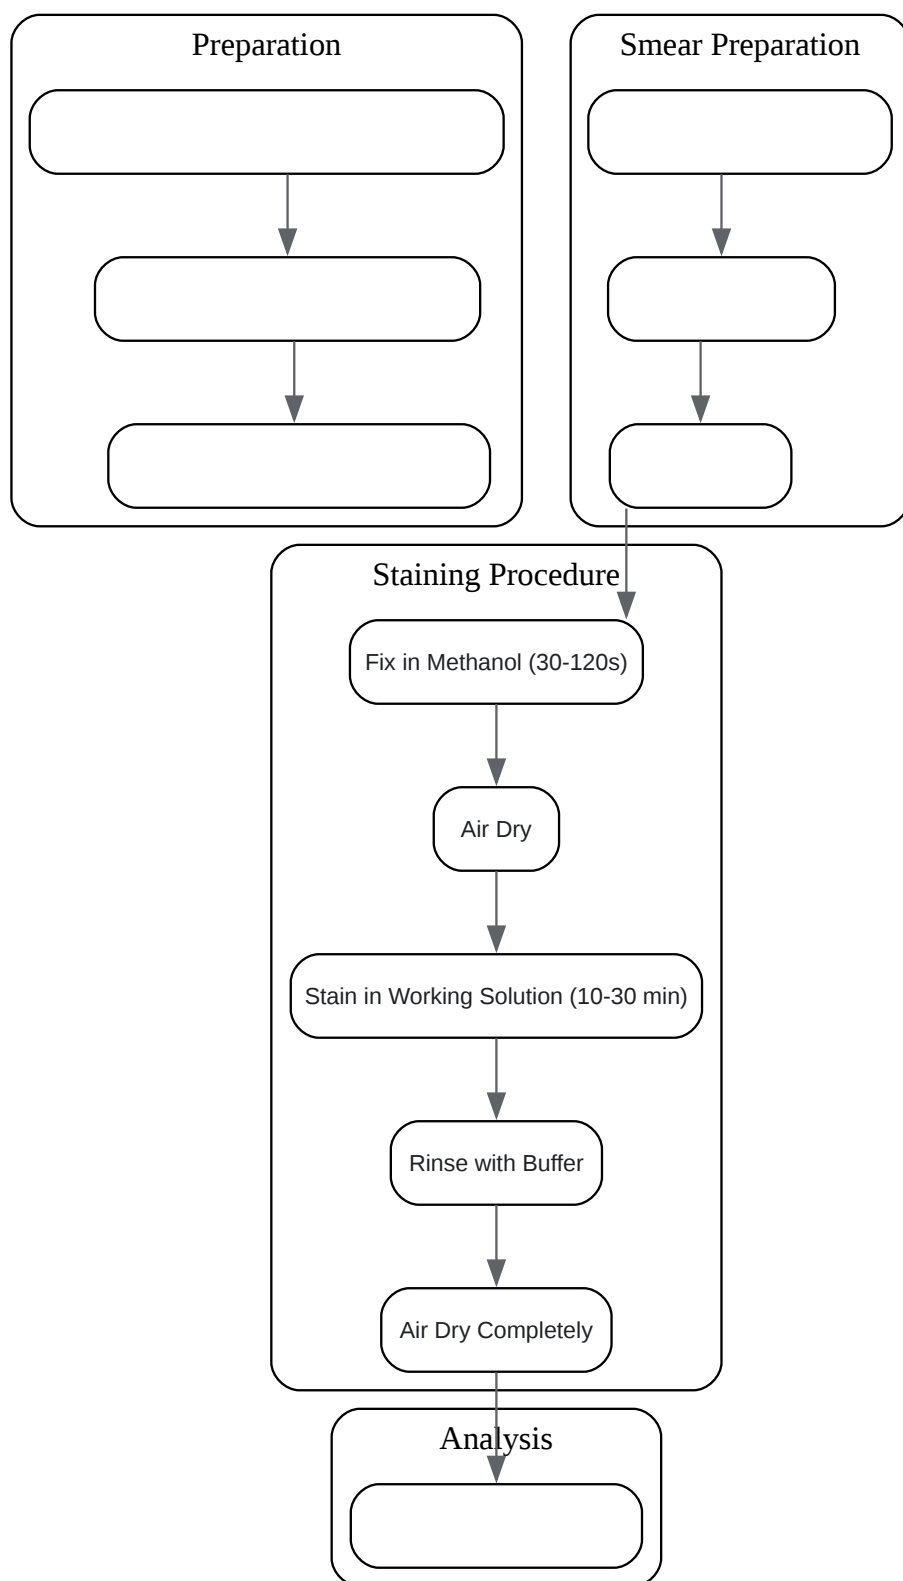 Preparation
Smear Preparation
Staining Procedure
Fix in Methanol (30-120s)
Air Dry
Stain in Working Solution (10-30 min)
Rinse with Buffer
Air Dry Completely
Analysis